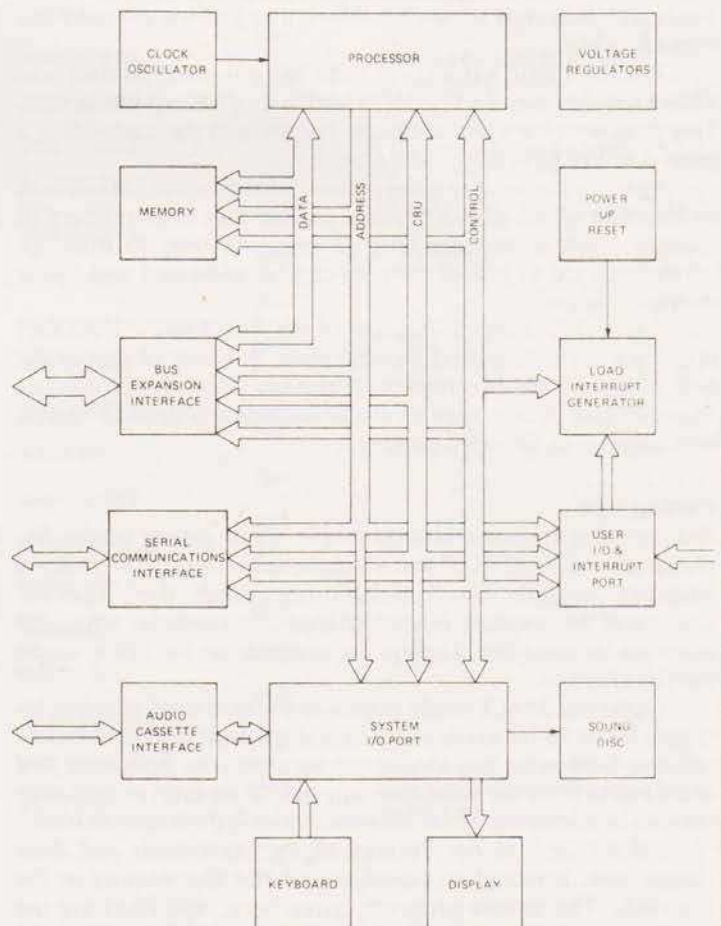 CLOCK
OSCILLATOR
PROCESSOR
VOLTAGE
REGULATORS
MEMORY
DATA
ADDRESS
CRU
CONTROL
POWER
UP
RESET
BUS
EXPANSION
INTERFACE
LOAD
INTERRUPT
GENERATOR
SERIAL
COMMUNICATIONS
INTERFACE
USER
I/O &
INTERRUPT
PORT
AUDIO
CASSETTE
INTERFACE
SYSTEM
I/O PORT
SOUND
DISC
KEYBOARD
DISPLAY